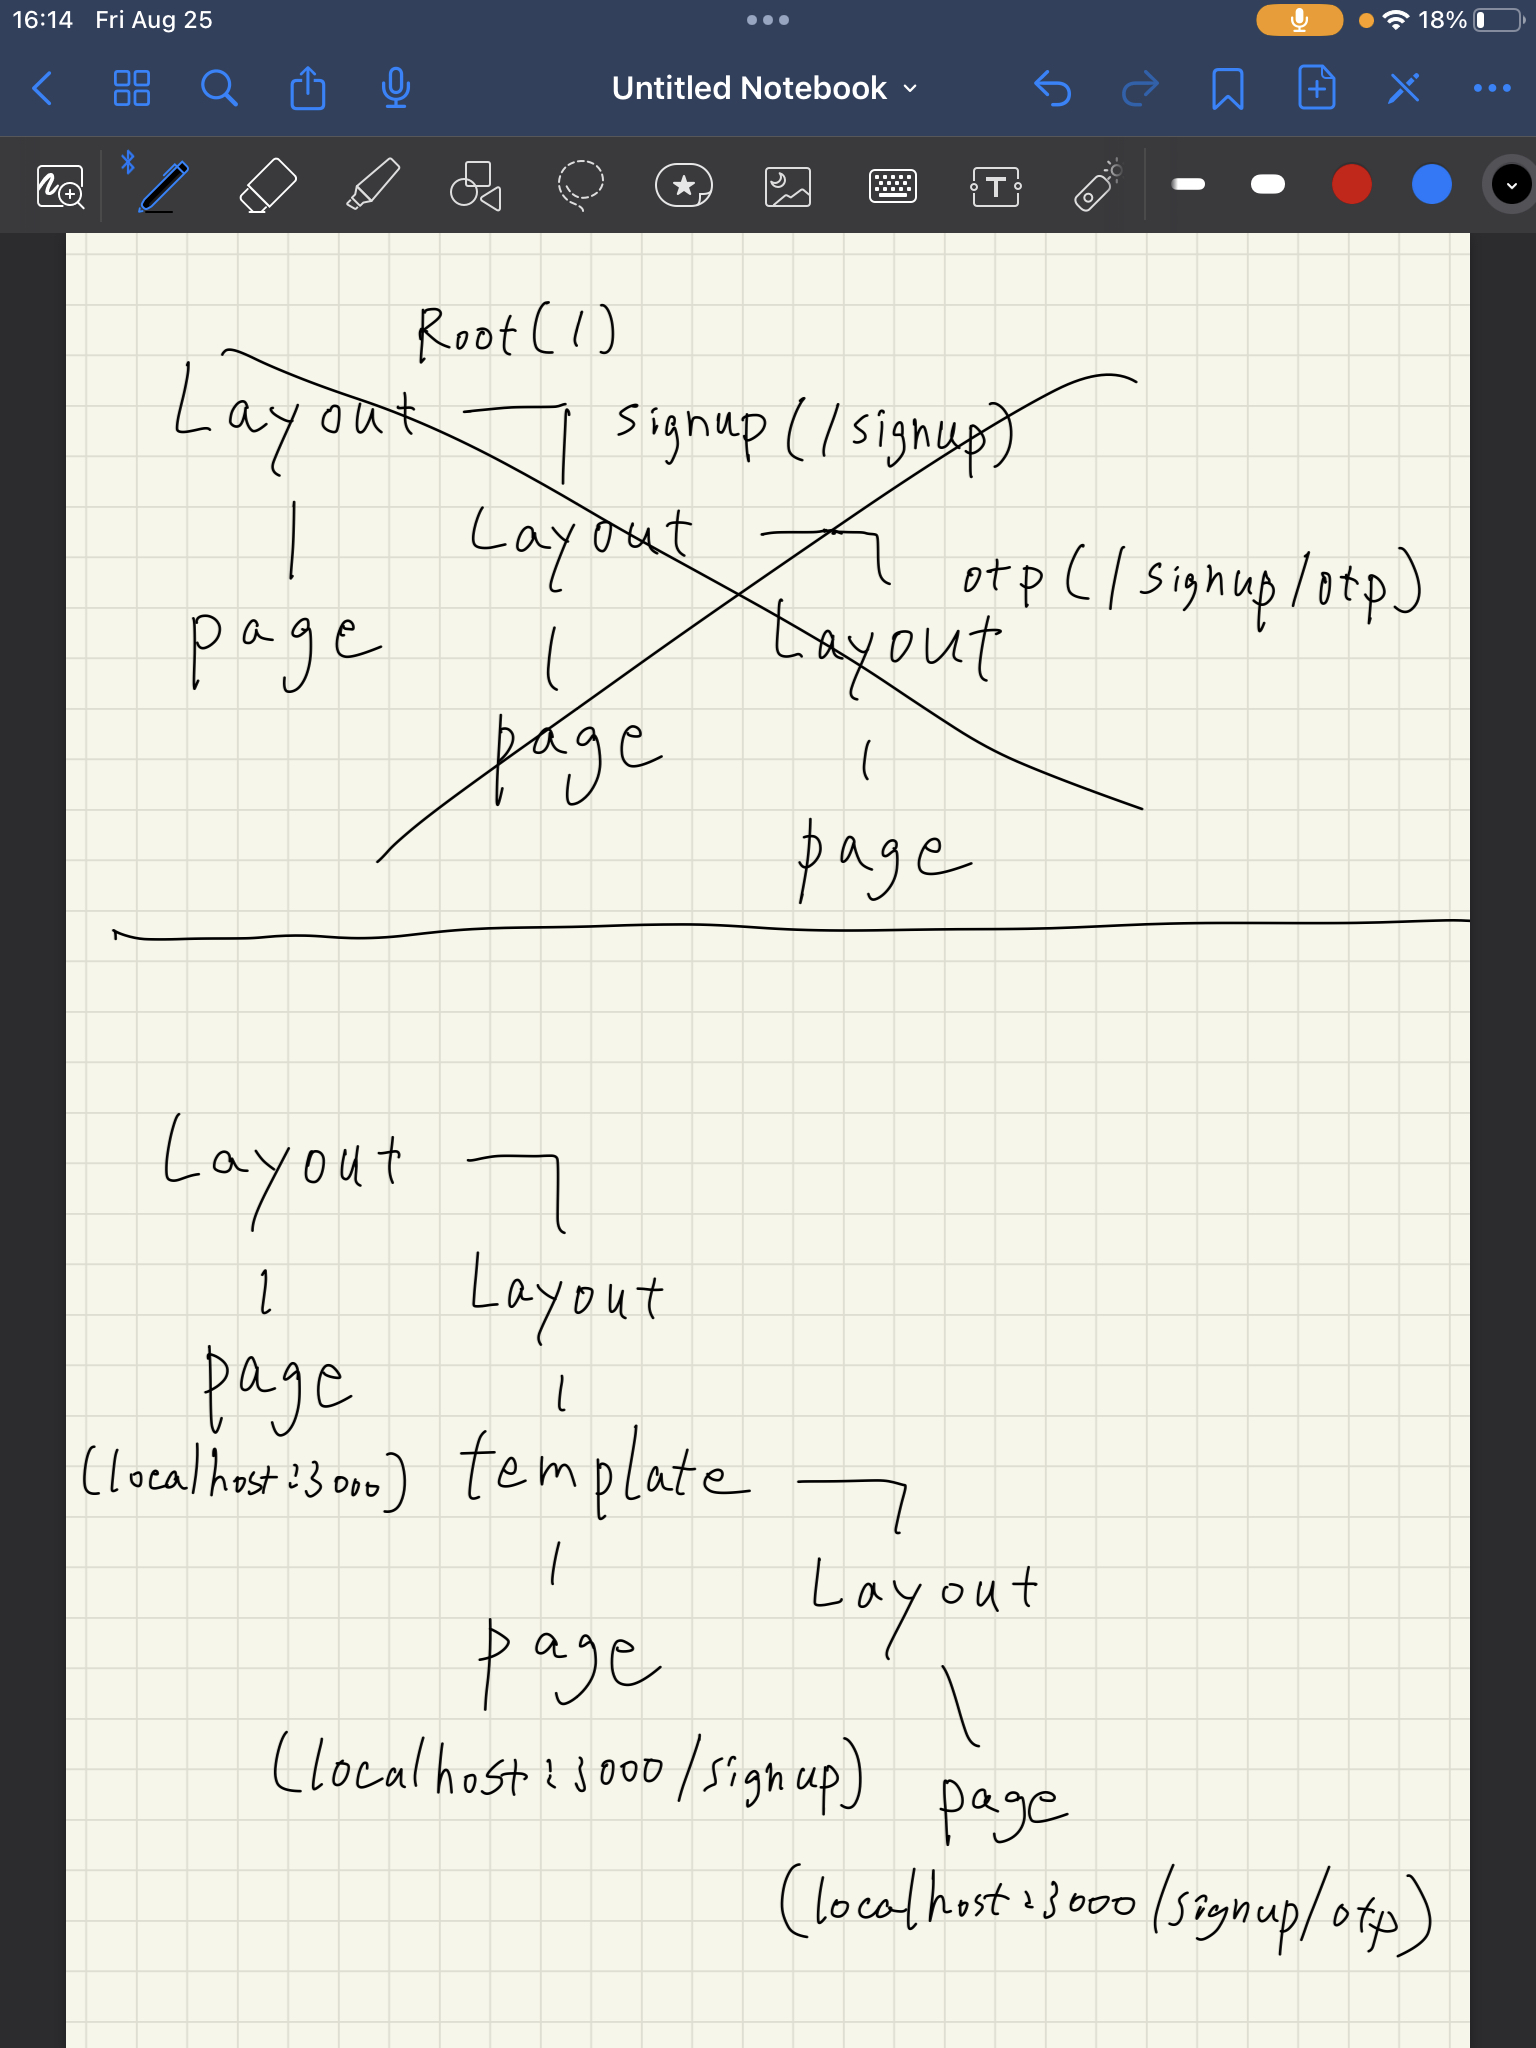 16:14 Fri Aug 25 18%
Untitled Notebook
T
Root(/)
Layout signup(/signup)
Layout otp(/signup/otp)
page Layout
page
page
Layout
Layout
page
(localhost:3000) template
Layout
page
(localhost:3000/signup) page
(localhost:3000/signup/otp)